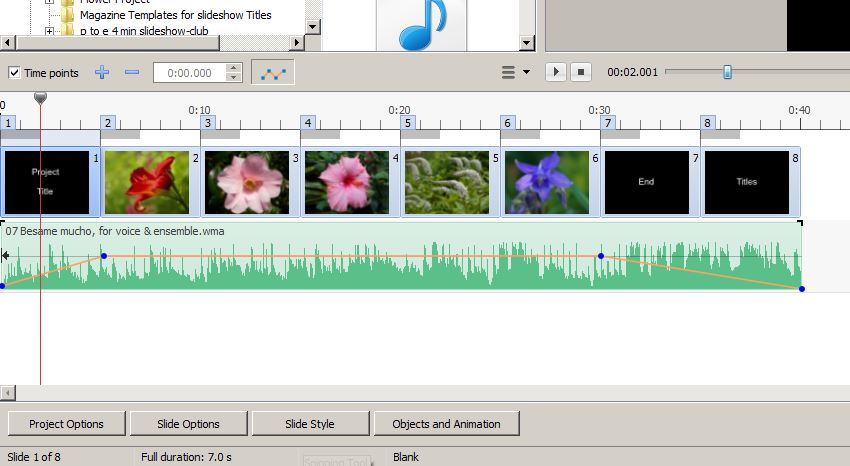 Flower Project
Magazine Templates for slideshow Titles
p to e 4 min slideshow-club
Time points
0:00.000
00:02.001
0
0:10
0:20
0:30
0:40
1
2
3
4
5
6
7
8
Project
Title
1
2
3
4
5
6
End
7
Titles
8
07 Besame mucho, for voice & ensemble.wma
Project Options
Slide Options
Slide Style
Objects and Animation
Slide 1 of 8
Full duration: 7.0 s
Snipping Tool
Blank